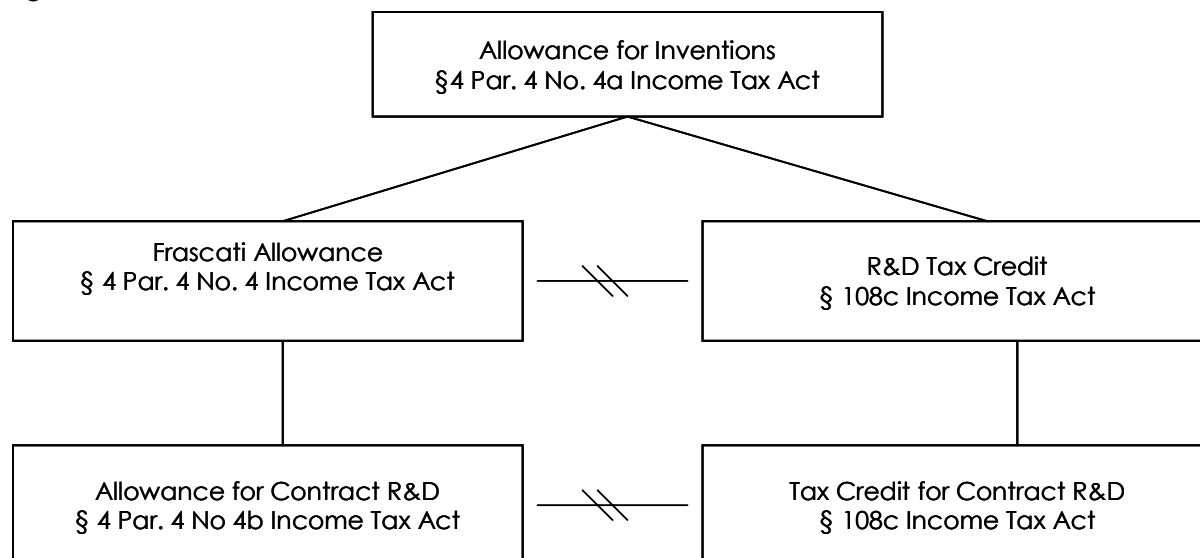 Allowance for Inventions
§4 Par. 4 No. 4a Income Tax Act
Frascati Allowance
§ 4 Par. 4 No. 4 Income Tax Act
R&D Tax Credit
§ 108c Income Tax Act
Allowance for Contract R&D
§ 4 Par. 4 No 4b Income Tax Act
Tax Credit for Contract R&D
§ 108c Income Tax Act